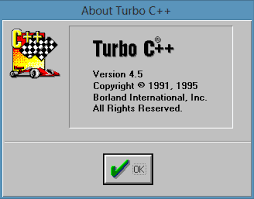 About Turbo C++
C++
Turbo C++®
Version 4.5
Copyright © 1991, 1995
Borland International, Inc.
All Rights Reserved.
OK